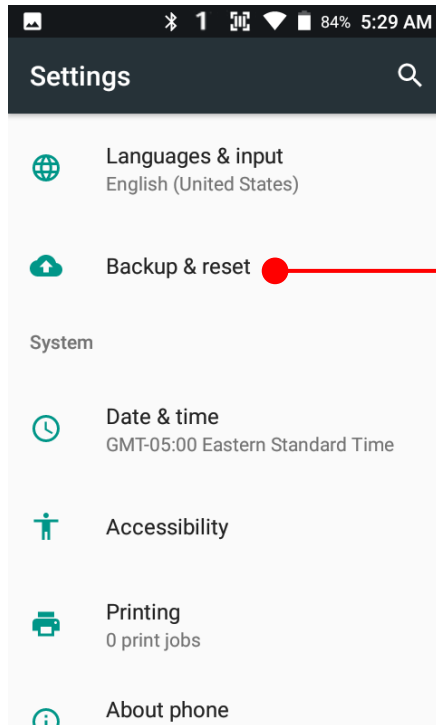 1 84% 5:29 AM
Settings
Languages & input
English (United States)
Backup & reset
System
Date & time
GMT-05:00 Eastern Standard Time
Accessibility
Printing
0 print jobs
About phone